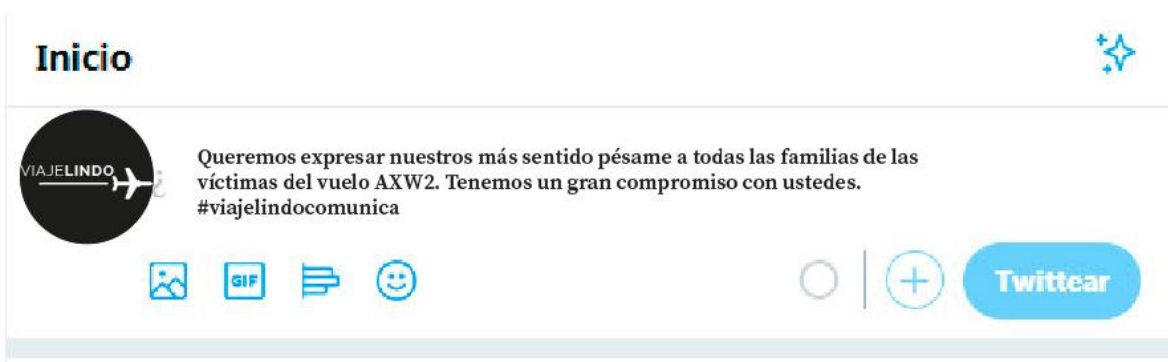 Inicio
VIAJELINDO
¿
Queremos expresar nuestros más sentido pésame a todas las familias de las
víctimas del vuelo AXW2. Tenemos un gran compromiso con ustedes.
#viajelindocomunica
GIF
Twittear